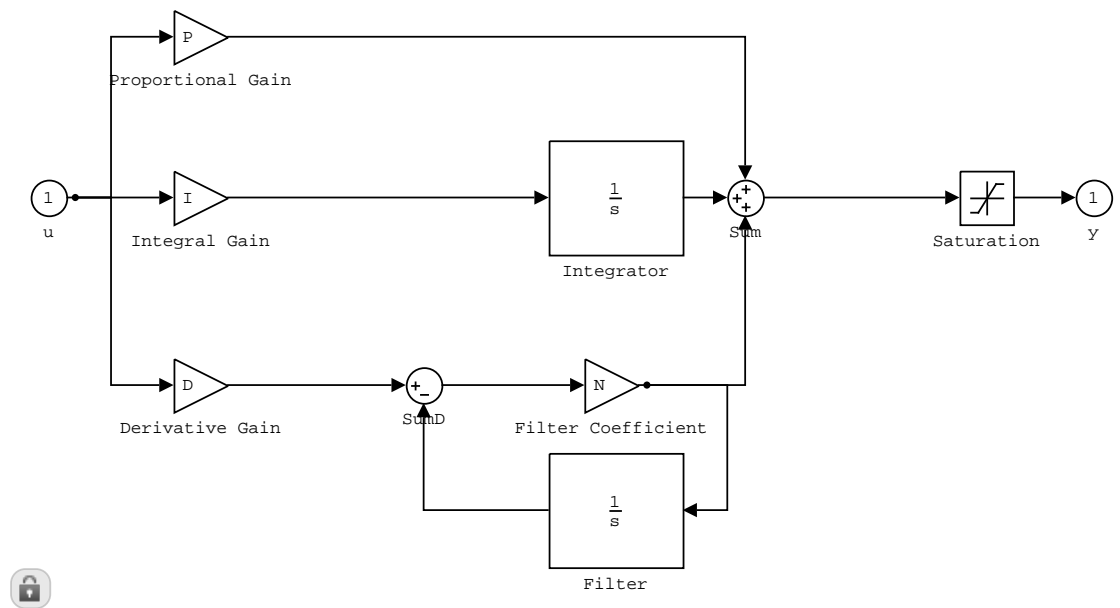 P
Proportional Gain
1
u
I
Integral Gain
1
s
Integrator
+
+
+
Sum
Saturation
1
y
D
Derivative Gain
+
−
SumD
N
Filter Coefficient
1
s
Filter